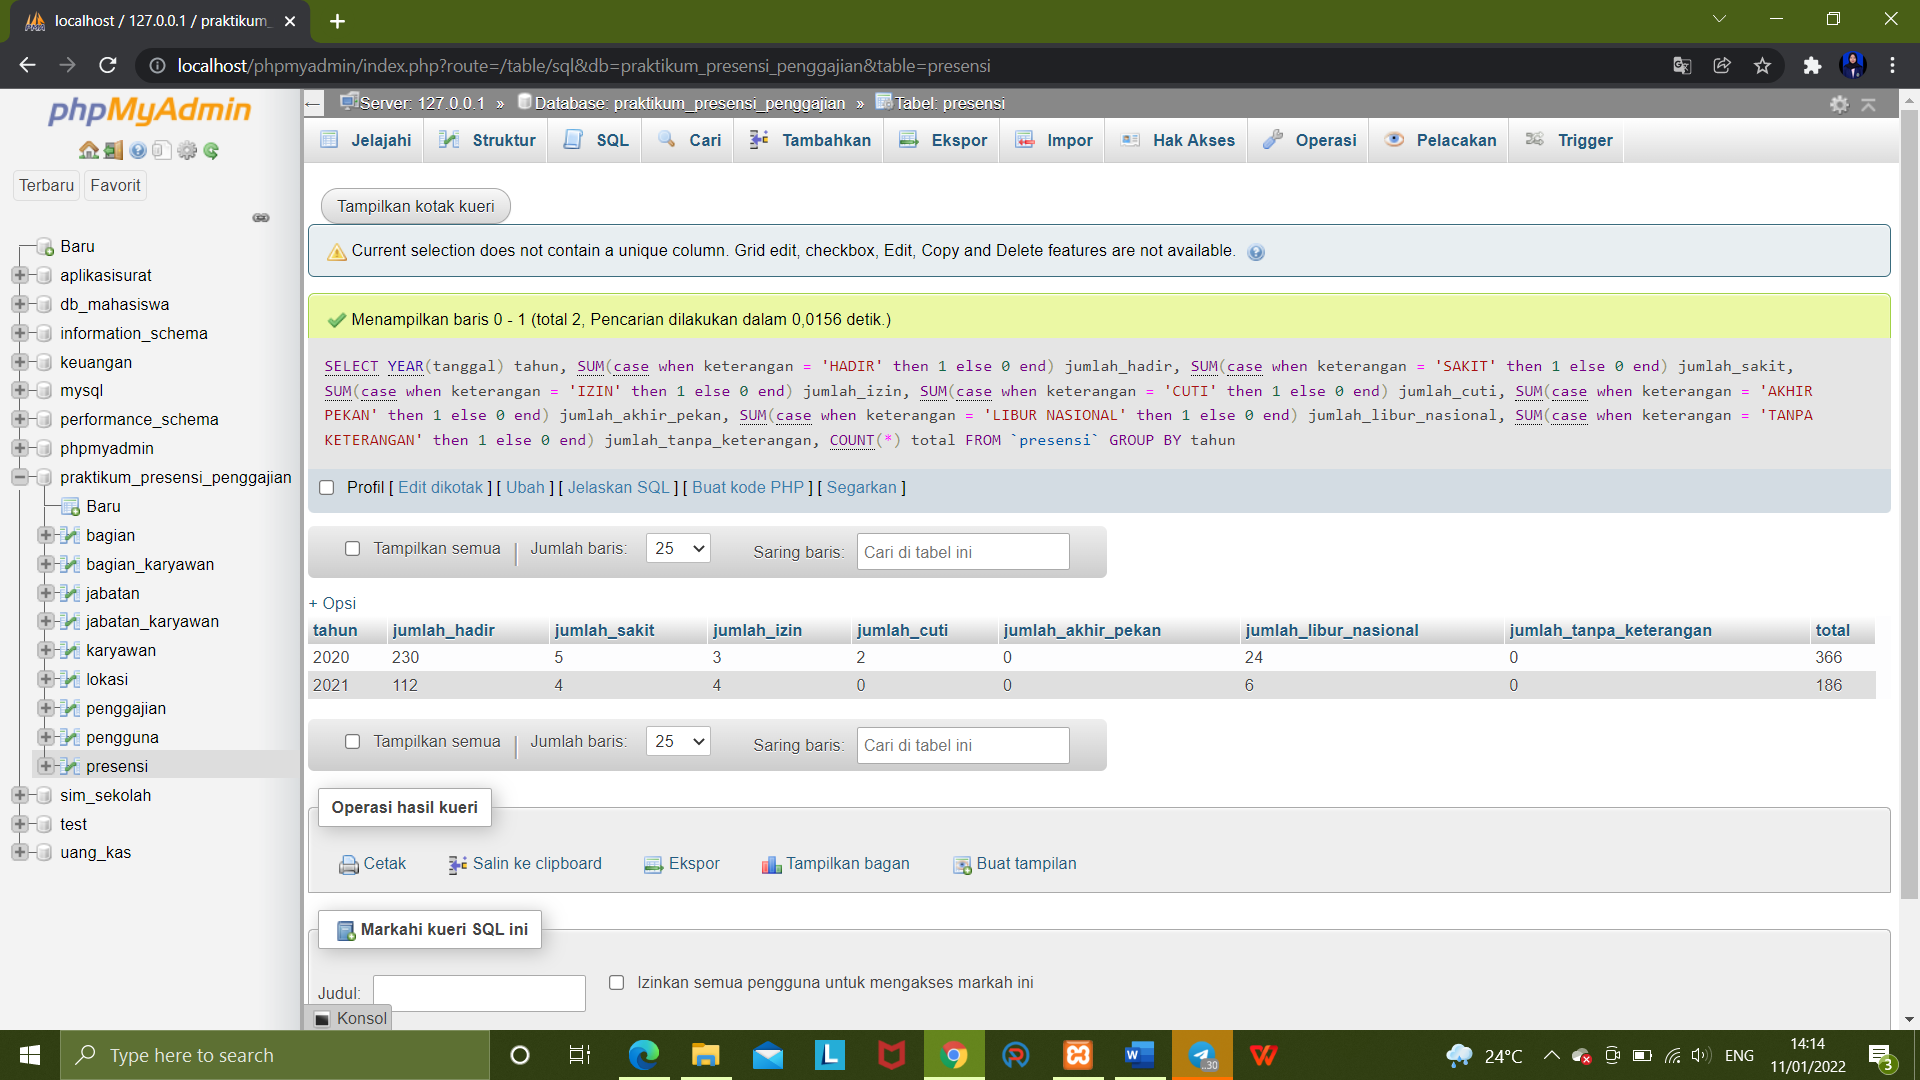 localhost / 127.0.0.1 / praktikum_
localhost/phpmyadmin/index.php?route=/table/sql&db=praktikum_presensi_penggajian&table=presensi
phpMyAdmin
Terbaru
Favorit
Baru
aplikasisurat
db_mahasiswa
information_schema
keuangan
mysql
performance_schema
phpmyadmin
praktikum_presensi_penggajian
Baru
bagian
bagian_karyawan
jabatan
jabatan_karyawan
karyawan
lokasi
penggajian
pengguna
presensi
sim_sekolah
test
uang_kas
Server: 127.0.0.1 » Database: praktikum_presensi_penggajian » Tabel: presensi
Jelajahi Struktur SQL Cari Tambahkan Ekspor Impor Hak Akses Operasi Pelacakan Trigger
Tampilkan kotak kueri
Current selection does not contain a unique column. Grid edit, checkbox, Edit, Copy and Delete features are not available.
Menampilkan baris 0 - 1 (total 2, Pencarian dilakukan dalam 0,0156 detik.)
SELECT YEAR(tanggal) tahun, SUM(case when keterangan = 'HADIR' then 1 else 0 end) jumlah_hadir, SUM(case when keterangan = 'SAKIT' then 1 else 0 end) jumlah_sakit,
SUM(case when keterangan = 'IZIN' then 1 else 0 end) jumlah_izin, SUM(case when keterangan = 'CUTI' then 1 else 0 end) jumlah_cuti, SUM(case when keterangan = 'AKHIR
PEKAN' then 1 else 0 end) jumlah_akhir_pekan, SUM(case when keterangan = 'LIBUR NASIONAL' then 1 else 0 end) jumlah_libur_nasional, SUM(case when keterangan = 'TANPA
KETERANGAN' then 1 else 0 end) jumlah_tanpa_keterangan, COUNT(*) total FROM `presensi` GROUP BY tahun
Profil [ Edit dikotak ] [ Ubah ] [ Jelaskan SQL ] [ Buat kode PHP ] [ Segarkan ]
Tampilkan semua | Jumlah baris: 25 Saring baris: Cari di tabel ini
+ Opsi
tahun jumlah_hadir jumlah_sakit jumlah_izin jumlah_cuti jumlah_akhir_pekan jumlah_libur_nasional jumlah_tanpa_keterangan total
2020 230 5 3 2 0 24 0 366
2021 112 4 4 0 0 6 0 186
Tampilkan semua | Jumlah baris: 25 Saring baris: Cari di tabel ini
Operasi hasil kueri
Cetak Salin ke clipboard Ekspor Tampilkan bagan Buat tampilan
Markahi kueri SQL ini
Judul: Izinkan semua pengguna untuk mengakses markah ini
Konsol
Type here to search
24°C
ENG
14:14
11/01/2022
3
..30